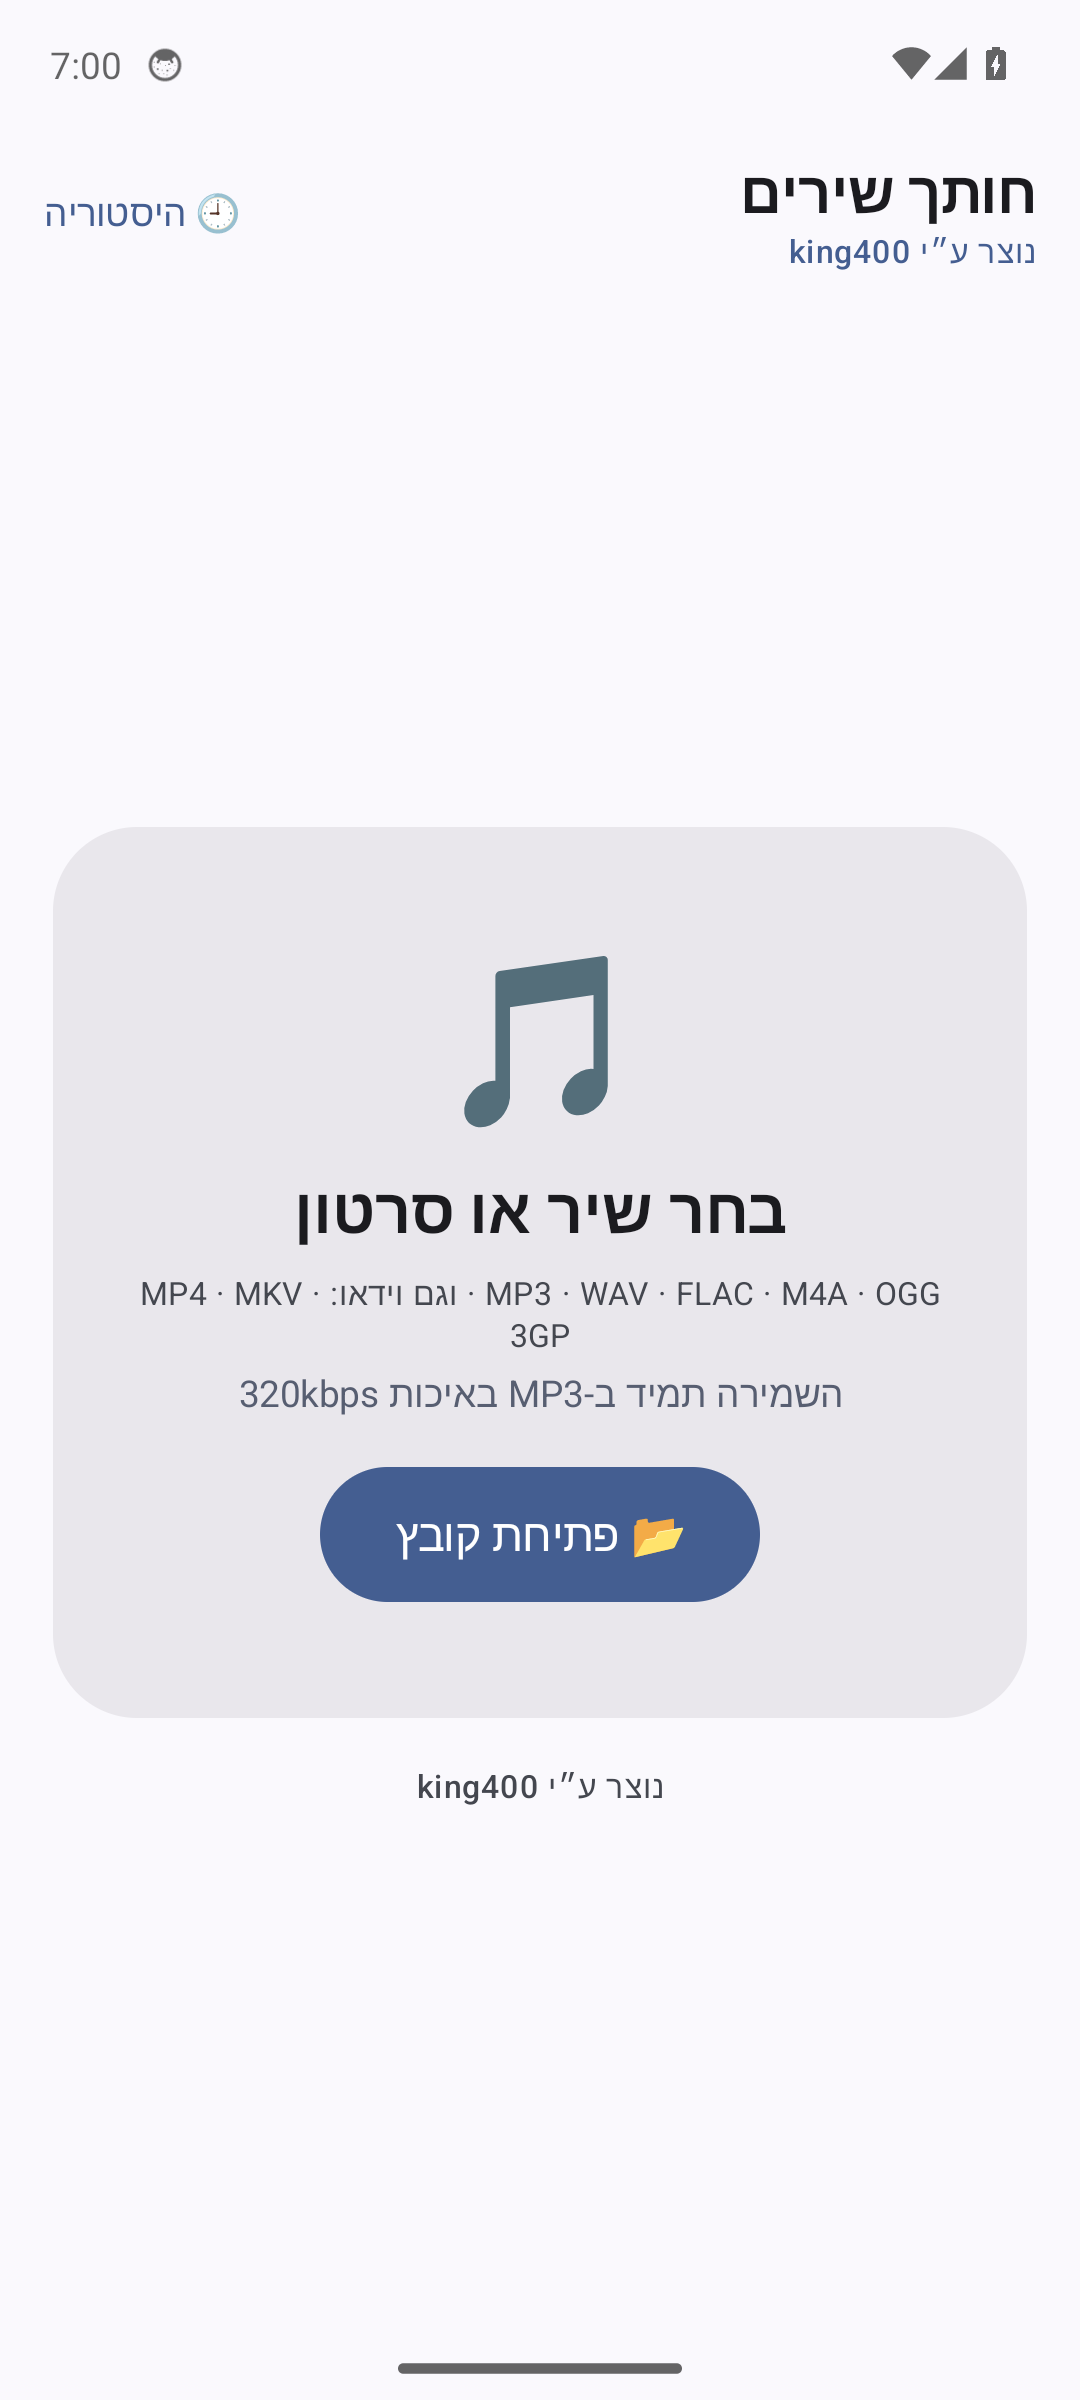 7:00
חותך שירים
נוצר ע״י king400
🕘 היסטוריה
בחר שיר או סרטון
MP4 · MKV · :וגם וידאו · MP3 · WAV · FLAC · M4A · OGG
3GP
השמירה תמיד ב-MP3 באיכות 320kbps
📂 פתיחת קובץ
נוצר ע״י king400